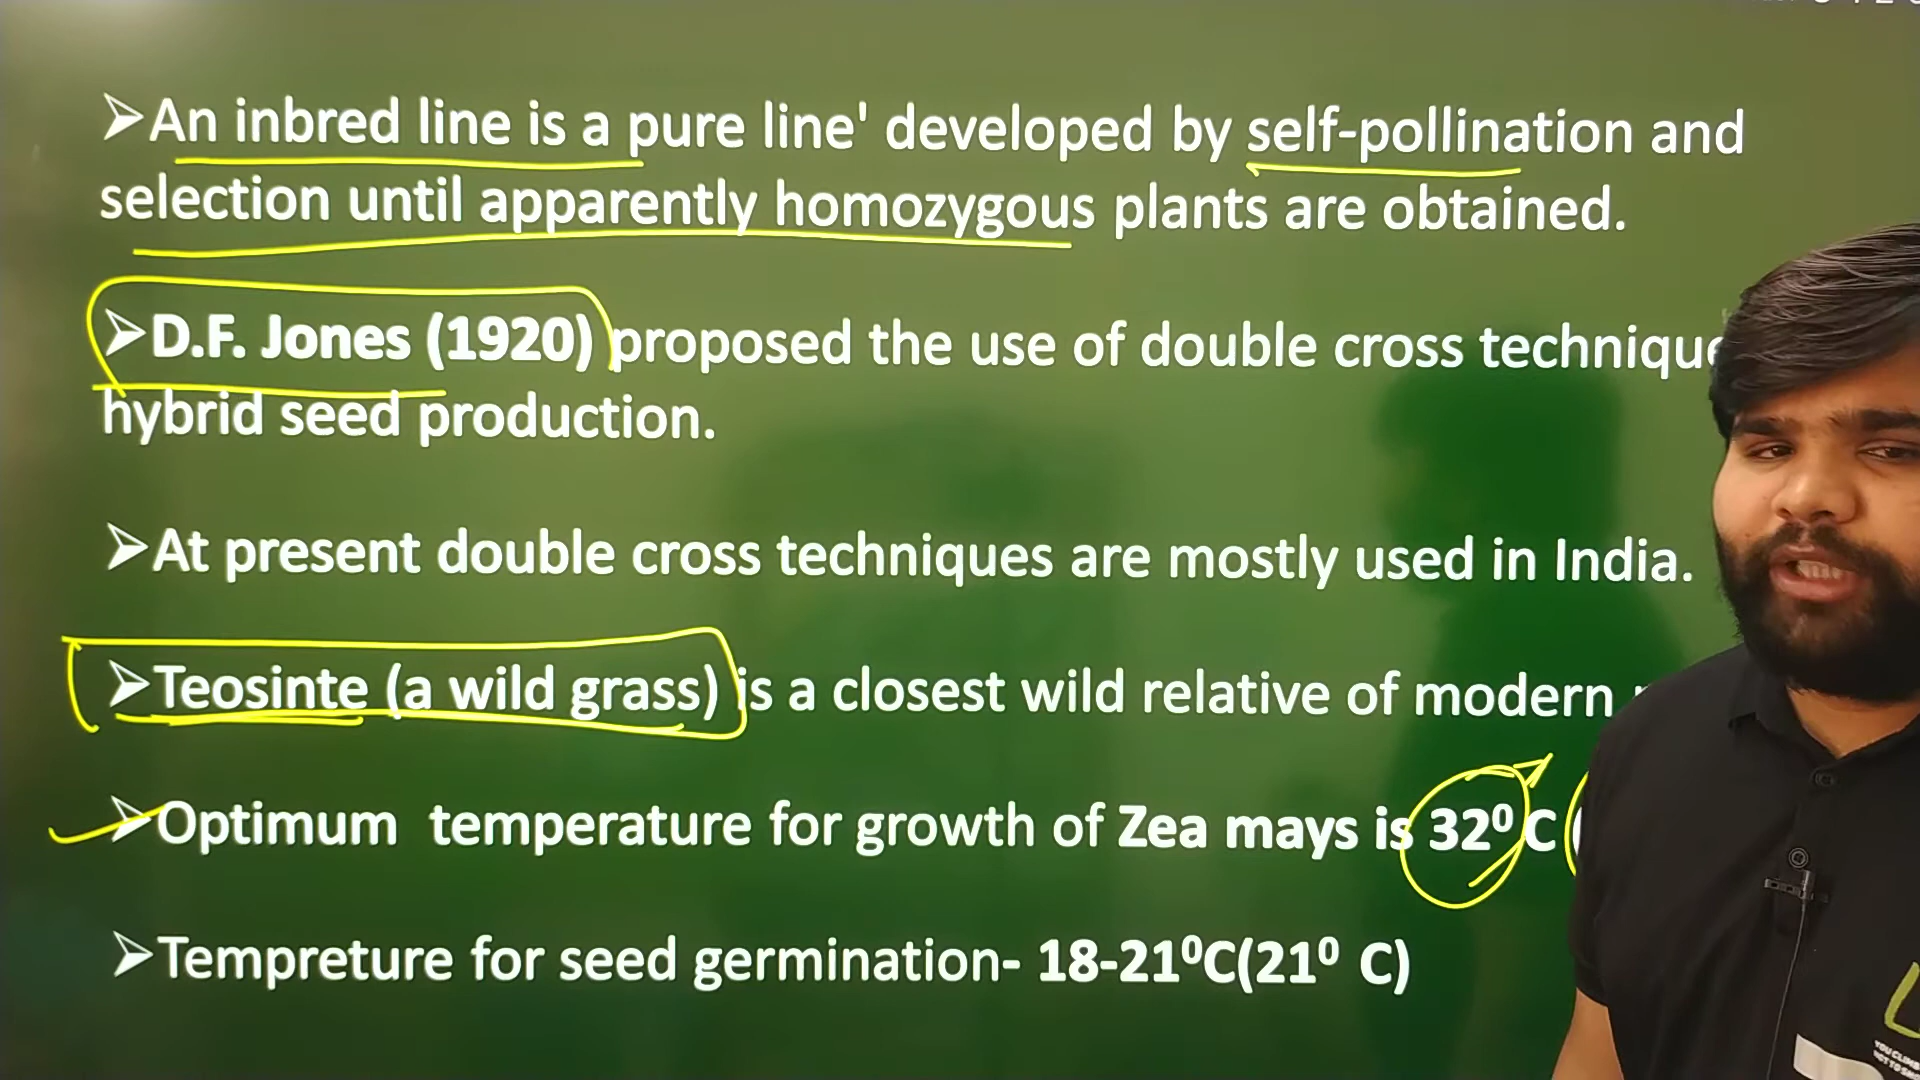 ➢An inbred line is a pure line' developed by self-pollination and
selection until apparently homozygous plants are obtained.
➢D.F. Jones (1920) proposed the use of double cross technique
hybrid seed production.
➢At present double cross techniques are mostly used in India.
➢Teosinte (a wild grass) is a closest wild relative of modern
➢Optimum temperature for growth of Zea mays is 32⁰ C (
➢Tempreture for seed germination- 18-21⁰C(21⁰ C)